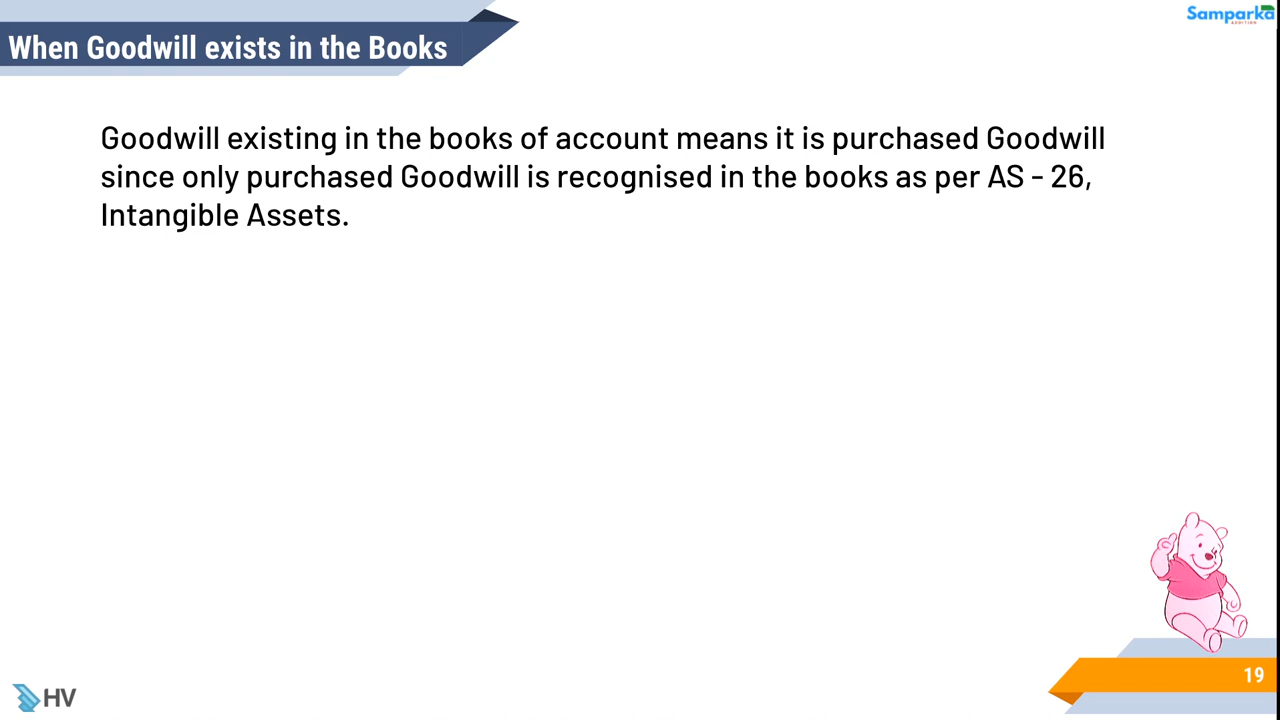 Samparka
When Goodwill exists in the Books
Goodwill existing in the books of account means it is purchased Goodwill
since only purchased Goodwill is recognised in the books as per AS - 26,
Intangible Assets.
19
HV